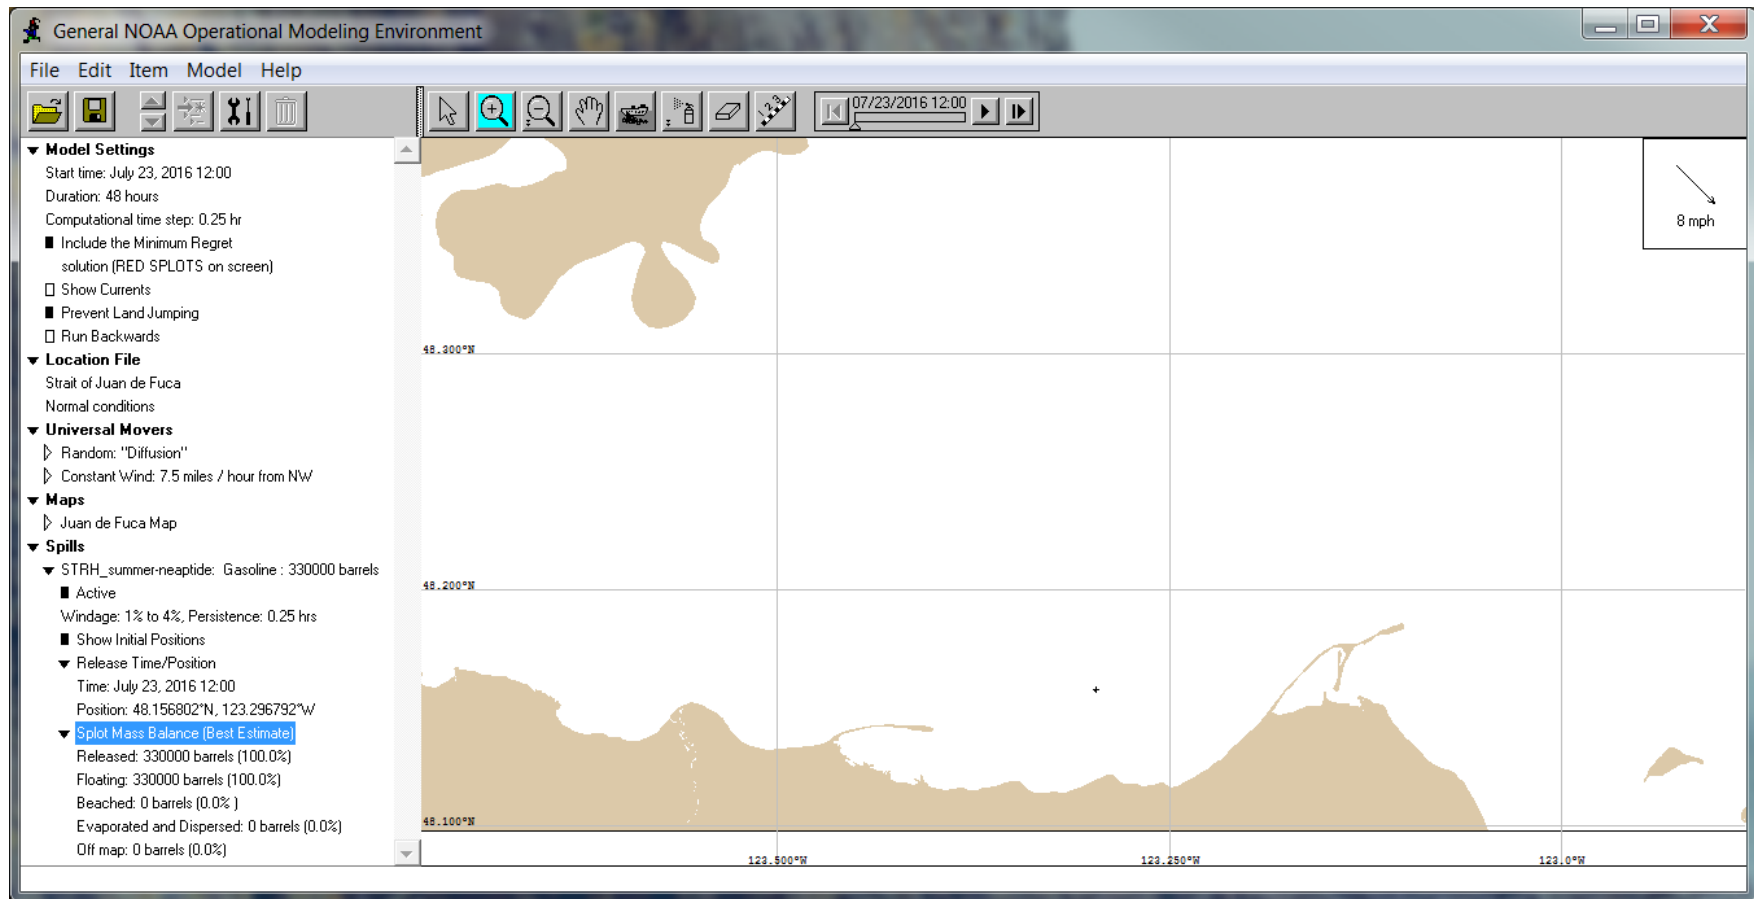 General NOAA Operational Modeling Environment
File Edit Item Model Help
07/23/2016 12:00
Model Settings
Start time: July 23, 2016 12:00
Duration: 48 hours
Computational time step: 0.25 hr
Include the Minimum Regret
solution (RED SPLOTS on screen)
Show Currents
Prevent Land Jumping
Run Backwards
Location File
Strait of Juan de Fuca
Normal conditions
Universal Movers
Random: "Diffusion"
Constant Wind: 7.5 miles / hour from NW
Maps
Juan de Fuca Map
Spills
STRH_summer-neaptide: Gasoline : 330000 barrels
Active
Windage: 1% to 4%, Persistence: 0.25 hrs
Show Initial Positions
Release Time/Position
Time: July 23, 2016 12:00
Position: 48.156802°N, 123.296792°W
Splot Mass Balance (Best Estimate)
Released: 330000 barrels (100.0%)
Floating: 330000 barrels (100.0%)
Beached: 0 barrels (0.0% )
Evaporated and Dispersed: 0 barrels (0.0%)
Off map: 0 barrels (0.0%)
8 mph
48.300°N
48.200°N
48.100°N
123.500°W 123.250°W 123.0°W